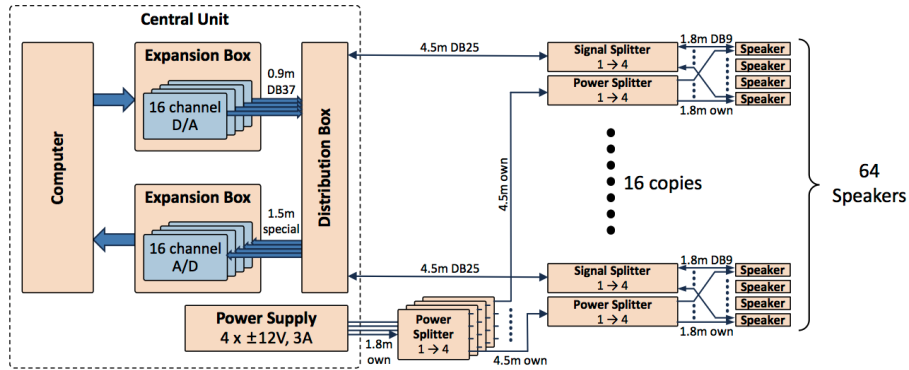 Central Unit
Computer
Expansion Box
16 channel
D/A
0.9m
DB37
Distribution Box
Expansion Box
16 channel
A/D
1.5m
special
Power Supply
4 x ±12V, 3A
1.8m
own
Power
Splitter
1 → 4
4.5m own
4.5m own
4.5m DB25
Signal Splitter
1 → 4
Power Splitter
1 → 4
1.8m DB9
1.8m own
Speaker
Speaker
Speaker
Speaker
16 copies
64
Speakers
4.5m DB25
Signal Splitter
1 → 4
Power Splitter
1 → 4
1.8m DB9
1.8m own
Speaker
Speaker
Speaker
Speaker